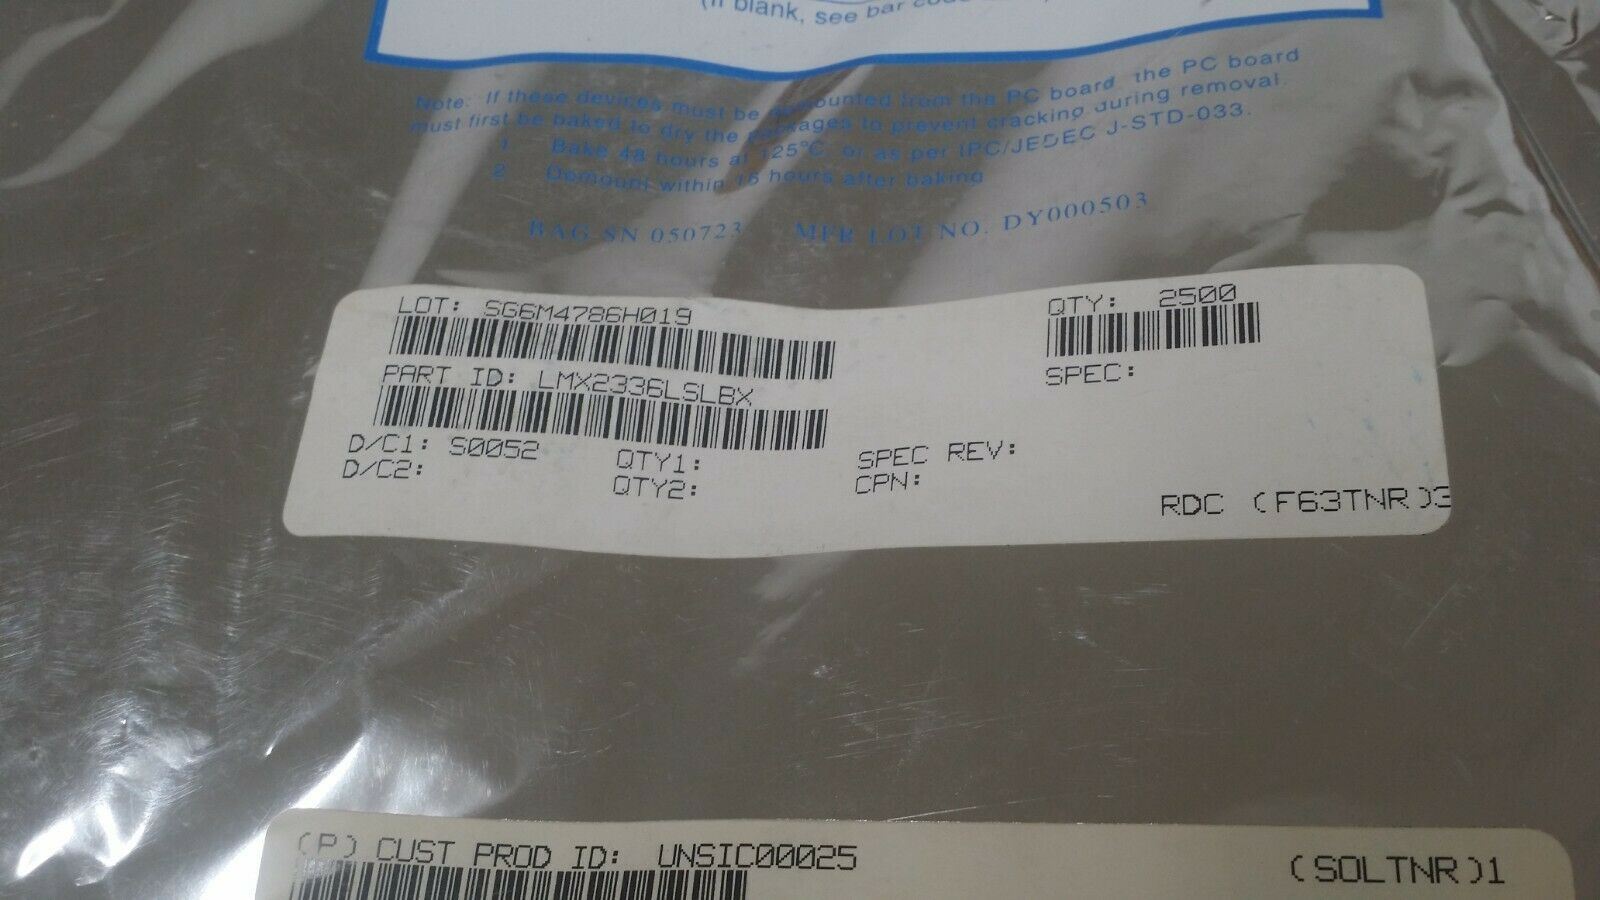 (If blank, see bar code
Note: If these devices must be demounted from the PC board, the PC board
must first be baked to dry the packages to prevent cracking during removal.
1. Bake 48 hours at 125°C, or as per IPC/JEDEC J-STD-033.
2. Demount within 15 hours after baking
BAG SN 050723 MFR LOT NO. DY000503
LOT: SG6M4786H019 QTY: 2500
PART ID: LMX2336LSLBX SPEC:
D/C1: S0052 QTY1: SPEC REV:
D/C2: QTY2: CPN:
RDC (F63TNR)3
(P) CUST PROD ID: UNSIC00025 (SOLTNR)1